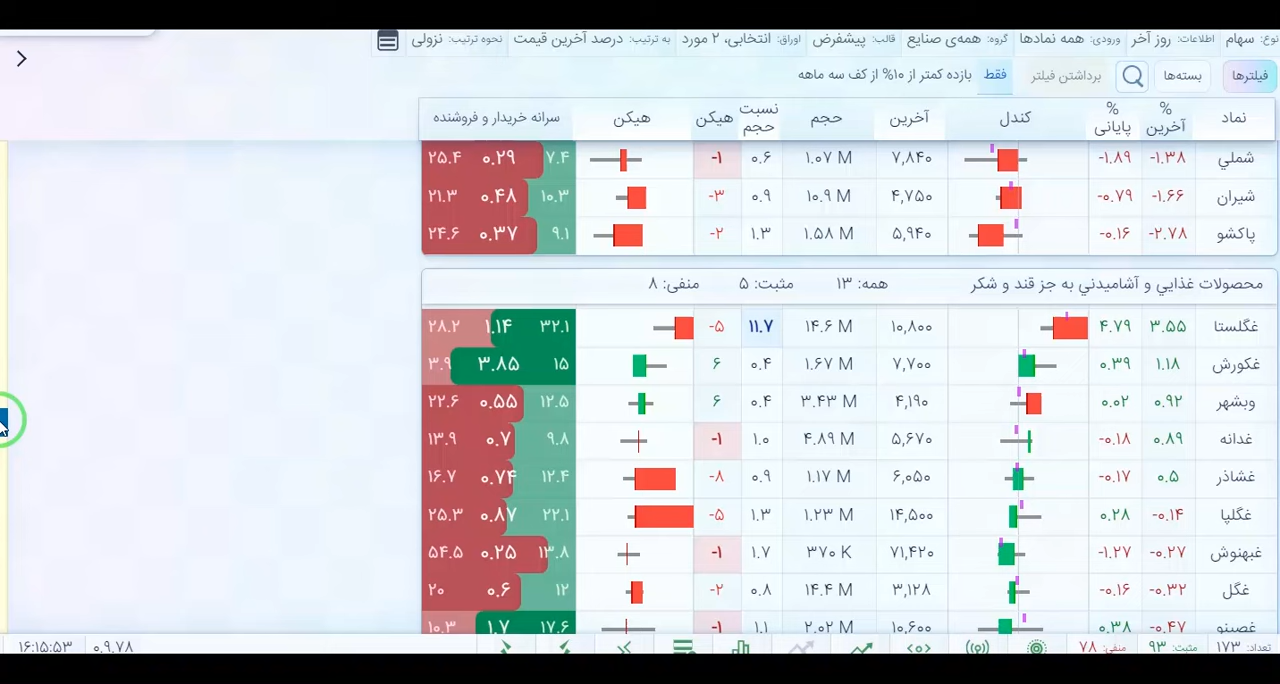 نوع: سهام اطلاعات: روز آخر ورودی: همه نمادها گروه: همه‌ی صنایع قالب: پیشفرض اوراق: انتخابی، ۲ مورد به ترتیب: درصد آخرین قیمت نحوه ترتیب: نزولی
فیلترها بسته‌ها برداشتن فیلتر فقط بازده کمتر از ۱۰% از کف سه ماهه
نماد % آخرین % پایانی کندل آخرین حجم نسبت حجم هیکن هیکن سرانه خریدار و فروشنده
شملي -۱.۳۸ -۱.۸۹ ۷,۸۴۰ ۱.۰۷ M ۰.۶ -۱ ۷.۴ ۰.۲۹ ۲۵.۴
شیران -۱.۶۶ -۰.۷۹ ۴,۷۵۰ ۱۰.۹ M ۰.۹ -۳ ۱۰.۳ ۰.۴۸ ۲۱.۳
پاکشو -۲.۷۸ -۰.۱۶ ۵,۹۴۰ ۱.۵۸ M ۱.۳ -۲ ۹.۱ ۰.۳۷ ۲۴.۶
محصولات غذايي و آشاميدني به جز قند و شكر همه: ۱۳ مثبت: ۵ منفی: ۸
غگلستا ۳.۵۵ ۴.۷۹ ۱۰,۸۰۰ ۱۴.۶ M ۱۱.۷ -۵ ۳۲.۱ ۱.۱۴ ۲۸.۲
غکورش ۱.۱۸ ۰.۳۹ ۷,۷۰۰ ۱.۶۷ M ۰.۴ ۶ ۱۵ ۳.۸۵ ۳.۹
وبشهر ۰.۹۲ ۰.۰۲ ۴,۱۹۰ ۳.۴۳ M ۰.۴ ۶ ۱۲.۵ ۰.۵۵ ۲۲.۶
غدانه ۰.۸۹ -۰.۱۸ ۵,۶۷۰ ۴.۸۹ M ۱.۰ -۱ ۹.۸ ۰.۷ ۱۳.۹
غشاذر ۰.۵ -۰.۱۷ ۶,۰۵۰ ۱.۱۷ M ۰.۹ -۸ ۱۲.۴ ۰.۷۴ ۱۶.۷
غگلپا -۰.۱۴ ۰.۲۸ ۱۴,۵۰۰ ۱.۲۳ M ۱.۳ -۵ ۲۲.۱ ۰.۸۷ ۲۵.۳
غبهنوش -۰.۲۷ -۱.۲۷ ۷۱,۴۲۰ ۳۷۰ K ۱.۷ -۱ ۱۳.۸ ۰.۲۵ ۵۴.۵
غگل -۰.۳۲ -۰.۱۶ ۳,۱۲۸ ۱۴.۴ M ۰.۸ -۲ ۱۲ ۰.۶ ۲۰
غصینو -۰.۴۷ ۰.۳۸ ۱۰,۶۰۰ ۲.۰۲ M ۱.۱ -۱ ۱۷.۶ ۱.۷ ۱۰.۳
تعداد: ۱۷۳ مثبت: ۹۳ منفی: ۷۸ ۰.۹.۷۸ ۱۶:۱۵:۵۳